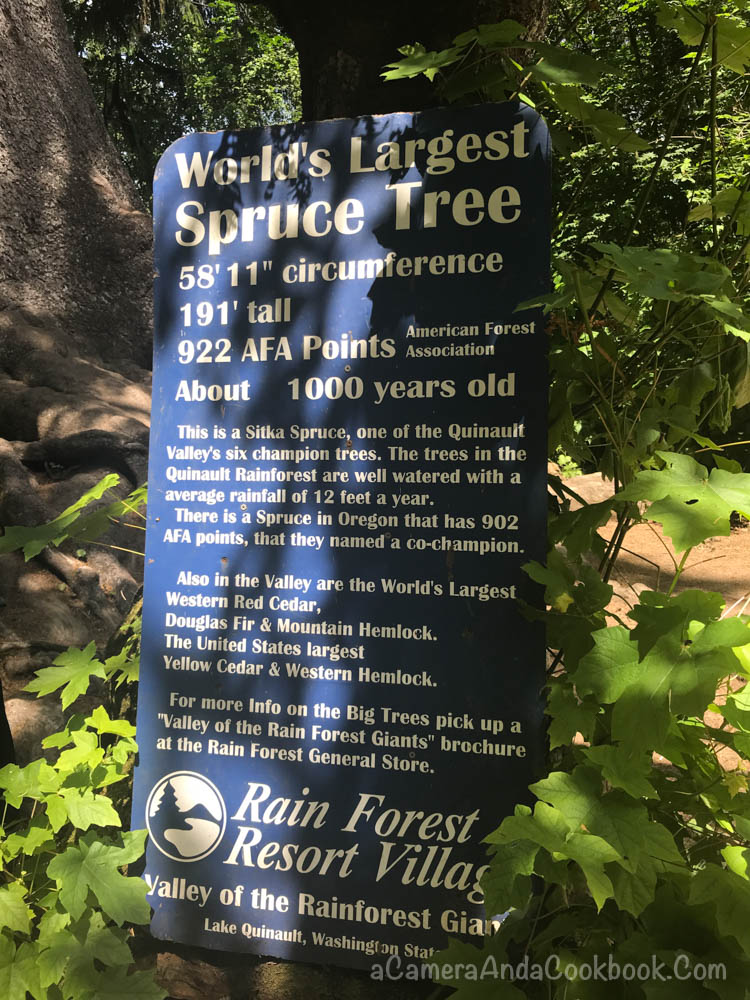 World's Largest
Spruce Tree
58' 11" circumference
191' tall
922 AFA Points American Forest
Association
About 1000 years old
This is a Sitka Spruce, one of the Quinault
Valley's six champion trees. The trees in the
Quinault Rainforest are well watered with a
average rainfall of 12 feet a year.
There is a Spruce in Oregon that has 902
AFA points, that they named a co-champion.
Also in the Valley are the World's Largest
Western Red Cedar,
Douglas Fir & Mountain Hemlock.
The United States largest
Yellow Cedar & Western Hemlock.
For more Info on the Big Trees pick up a
"Valley of the Rain Forest Giants" brochure
at the Rain Forest General Store.
Rain Forest
Resort Villag
Valley of the Rainforest Gian
Lake Quinault, Washington Stat
aCameraAndaCookbook.Com